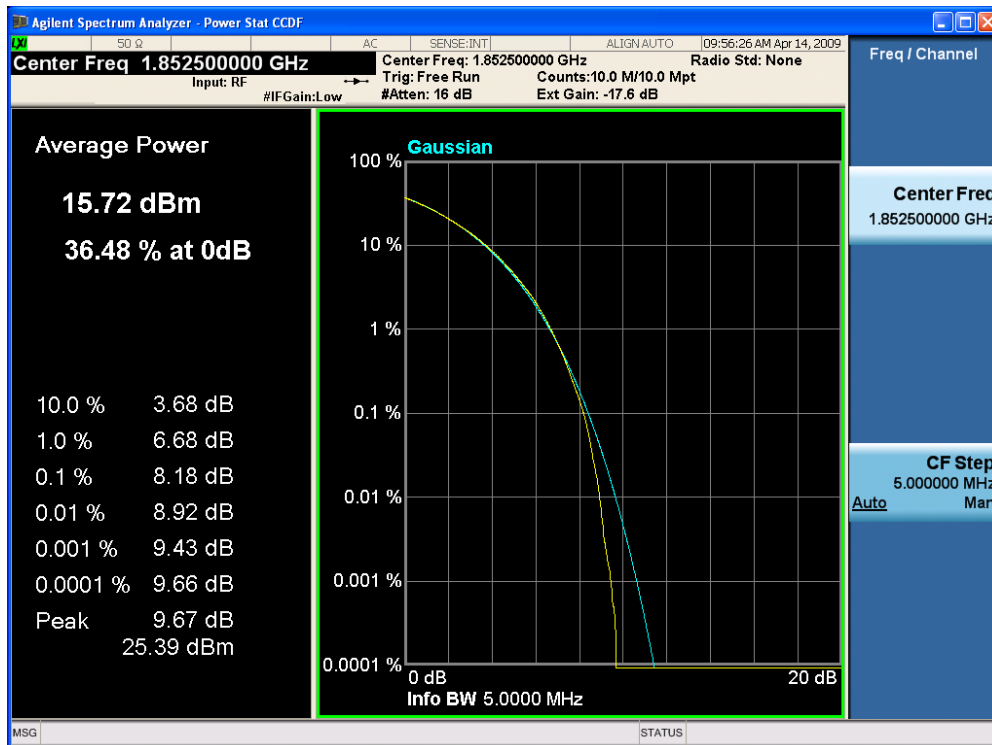 Agilent Spectrum Analyzer - Power Stat CCDF
LXI 50 Ω AC SENSE:INT ALIGN AUTO 09:56:26 AM Apr 14, 2009
Center Freq 1.852500000 GHz
Input: RF
#IFGain:Low
Center Freq: 1.852500000 GHz Radio Std: None
Trig: Free Run Counts:10.0 M/10.0 Mpt
#Atten: 16 dB Ext Gain: -17.6 dB
Freq / Channel
Average Power
15.72 dBm
36.48 % at 0dB
10.0 % 3.68 dB
1.0 % 6.68 dB
0.1 % 8.18 dB
0.01 % 8.92 dB
0.001 % 9.43 dB
0.0001 % 9.66 dB
Peak 9.67 dB
25.39 dBm
Gaussian
100 %
10 %
1 %
0.1 %
0.01 %
0.001 %
0.0001 %
0 dB 20 dB
Info BW 5.0000 MHz
Center Freq
1.852500000 GHz
CF Step
5.000000 MHz
Auto Man
MSG STATUS